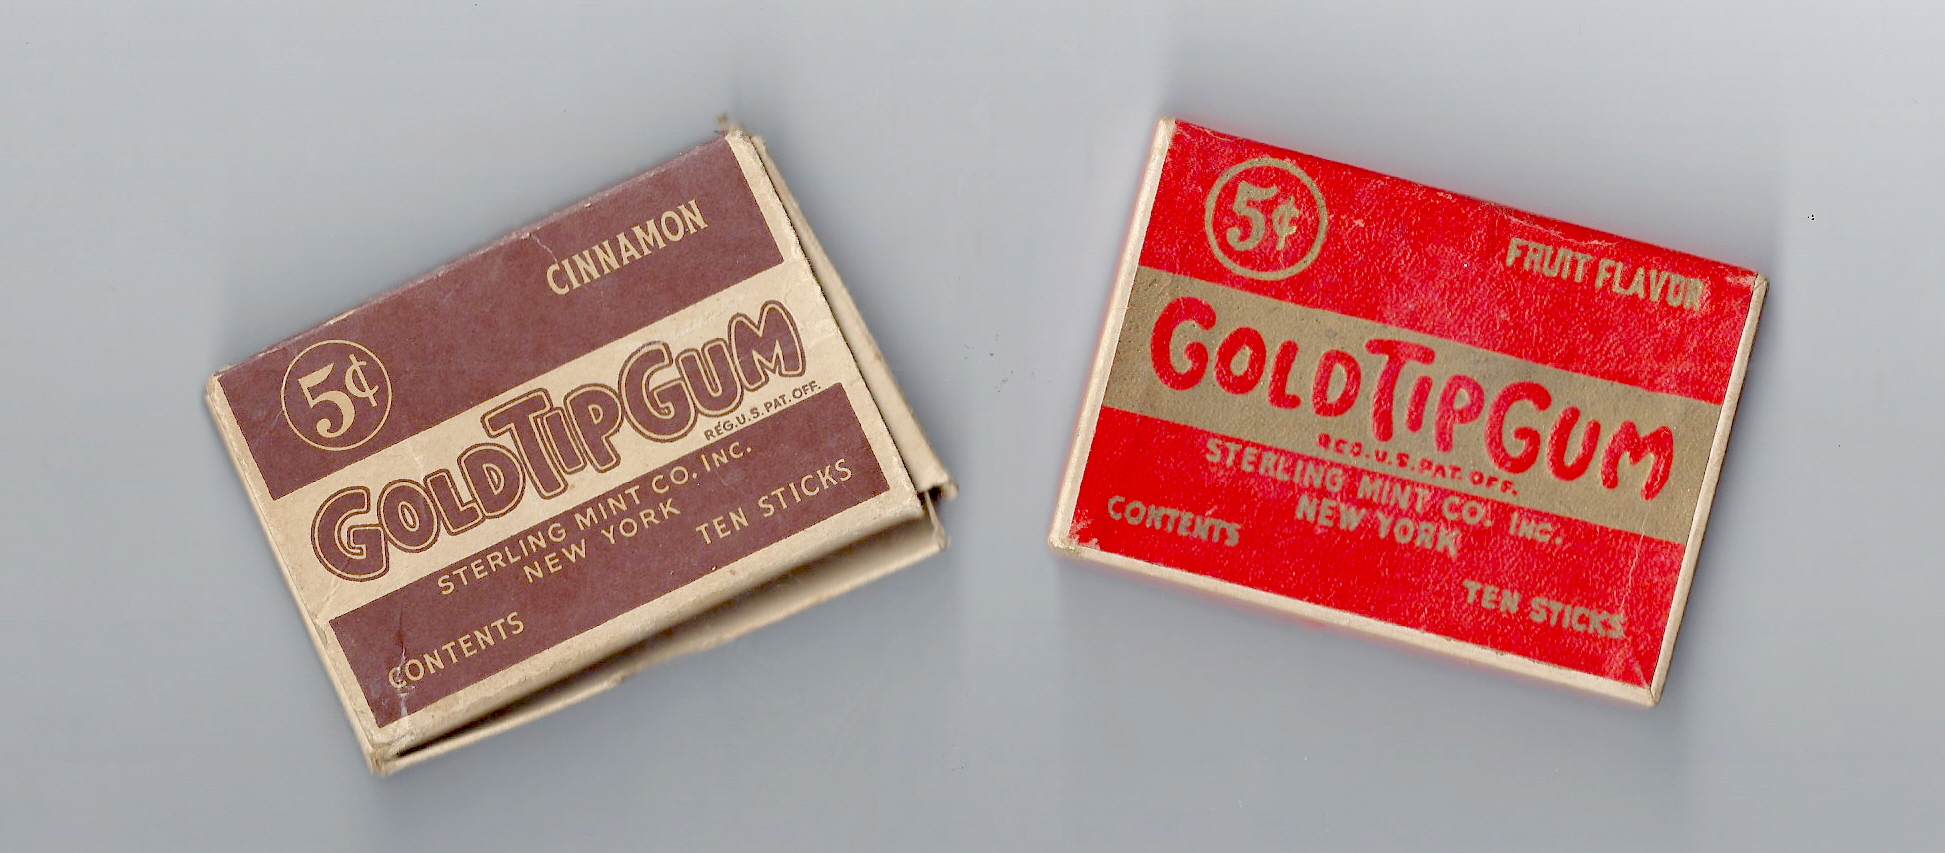 CINNAMON
5¢
GOLDTIPGUM
REG.U.S.PAT.OFF.
STERLING MINT CO. INC.
NEW YORK
CONTENTS
TEN STICKS
5¢
FRUIT FLAVOR
GOLDTIPGUM
REG.U.S.PAT.OFF.
STERLING MINT CO. INC.
NEW YORK
CONTENTS
TEN STICKS